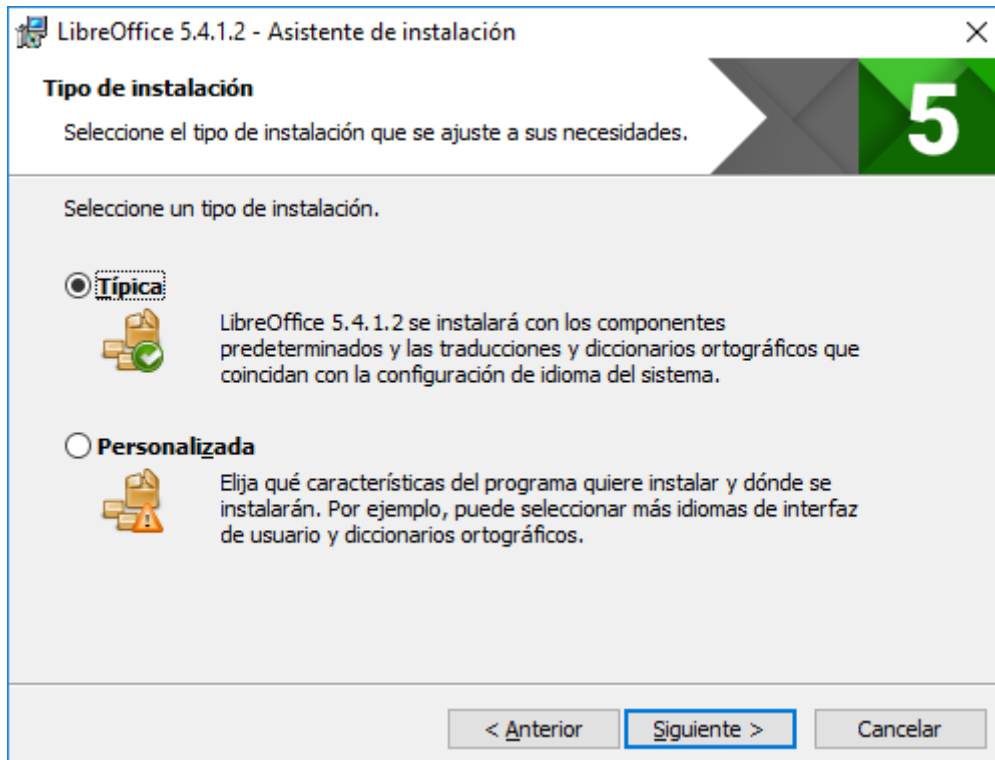 LibreOffice 5.4.1.2 - Asistente de instalación
Tipo de instalación
Seleccione el tipo de instalación que se ajuste a sus necesidades.
5
Seleccione un tipo de instalación.
Típica
LibreOffice 5.4.1.2 se instalará con los componentes
predeterminados y las traducciones y diccionarios ortográficos que
coincidan con la configuración de idioma del sistema.
Personalizada
Elija qué características del programa quiere instalar y dónde se
instalarán. Por ejemplo, puede seleccionar más idiomas de interfaz
de usuario y diccionarios ortográficos.
< Anterior
Siguiente >
Cancelar